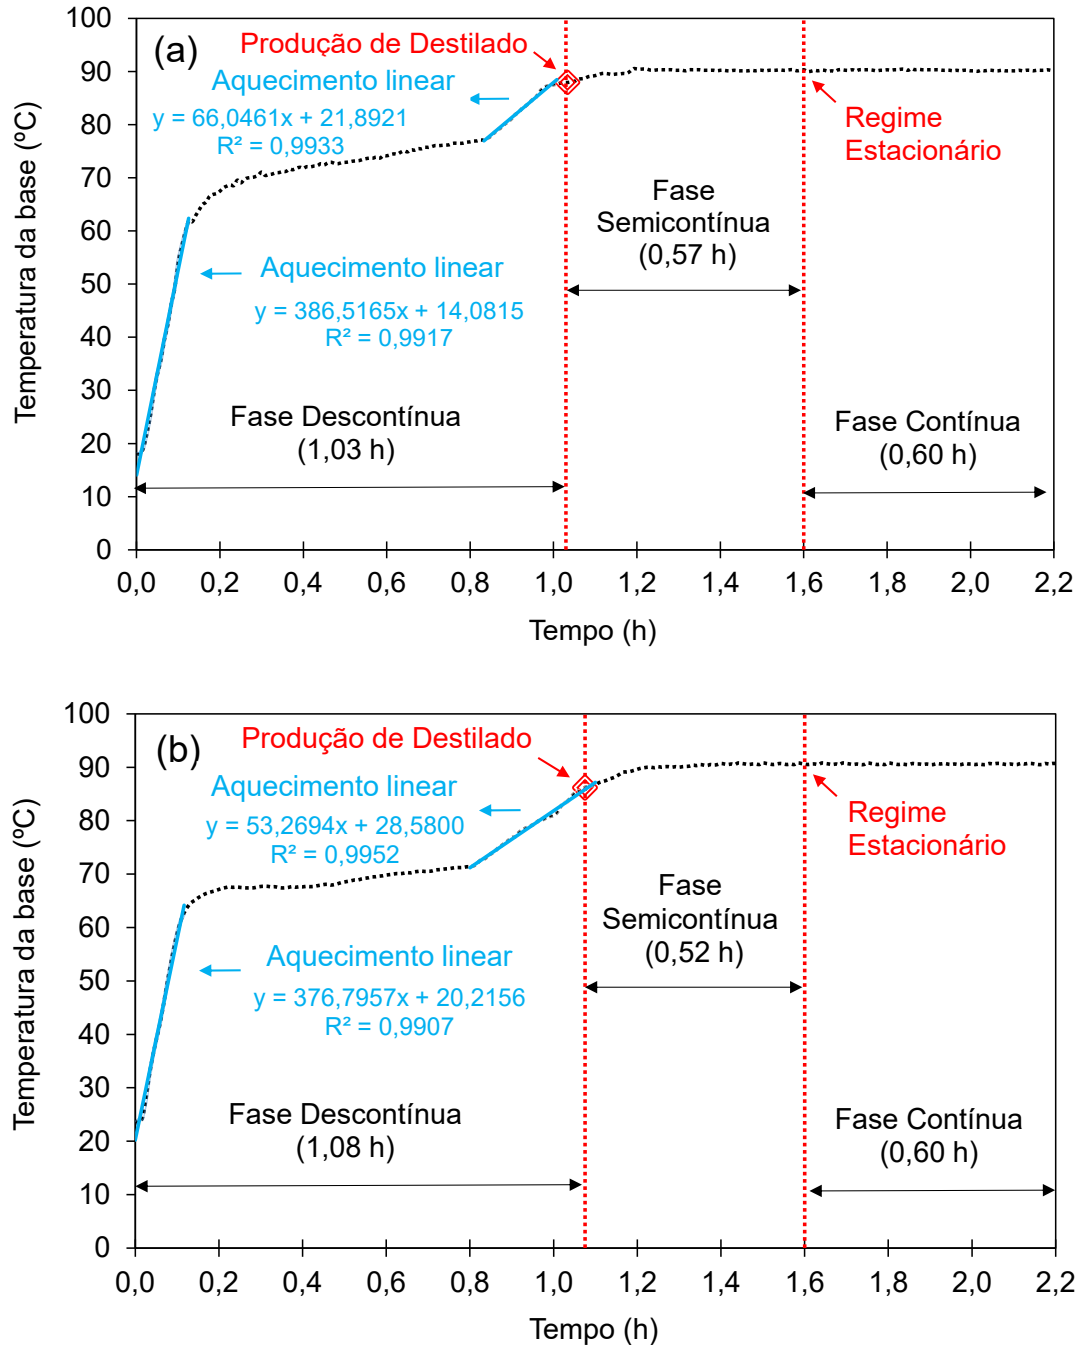 (a)
Produção de Destilado
Aquecimento linear
y = 66,0461x + 21,8921
R² = 0,9933
Regime
Estacionário
Fase
Semicontínua
(0,57 h)
Aquecimento linear
y = 386,5165x + 14,0815
R² = 0,9917
Fase Descontínua
(1,03 h)
Fase Contínua
(0,60 h)
Temperatura da base (ºC)
100
90
80
70
60
50
40
30
20
10
0
0,0 0,2 0,4 0,6 0,8 1,0 1,2 1,4 1,6 1,8 2,0 2,2
Tempo (h)
(b)
Produção de Destilado
Aquecimento linear
y = 53,2694x + 28,5800
R² = 0,9952
Regime
Estacionário
Fase
Semicontínua
(0,52 h)
Aquecimento linear
y = 376,7957x + 20,2156
R² = 0,9907
Fase Descontínua
(1,08 h)
Fase Contínua
(0,60 h)
Temperatura da base (ºC)
100
90
80
70
60
50
40
30
20
10
0
0,0 0,2 0,4 0,6 0,8 1,0 1,2 1,4 1,6 1,8 2,0 2,2
Tempo (h)